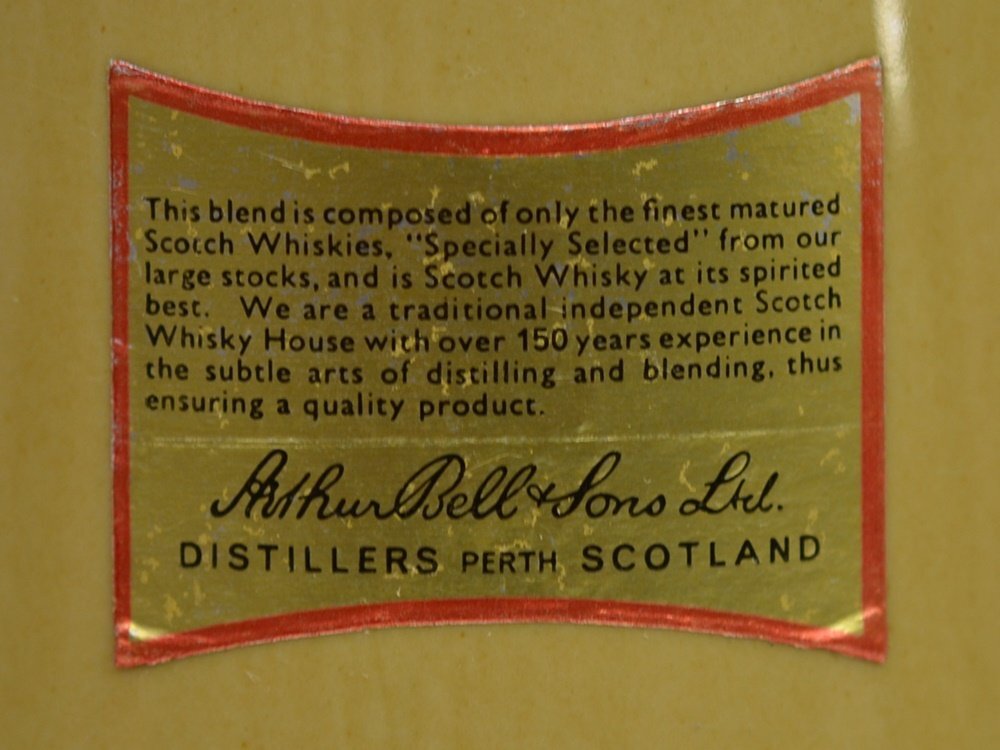 This blend is composed of only the finest matured
Scotch Whiskies, "Specially Selected" from our
large stocks, and is Scotch Whisky at its spirited
best. We are a traditional independent Scotch
Whisky House with over 150 years experience in
the subtle arts of distilling and blending, thus
ensuring a quality product.
Arthur Bell & Sons Ltd.
DISTILLERS PERTH SCOTLAND